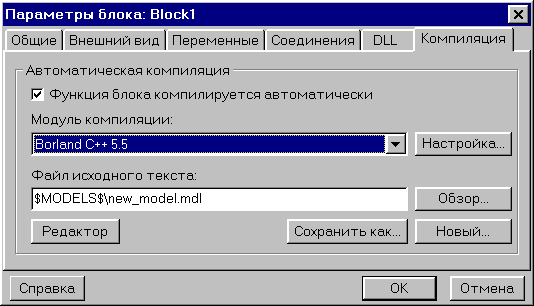 Параметры блока: Block1
Общие Внешний вид Переменные Соединения DLL Компиляция
Автоматическая компиляция
Функция блока компилируется автоматически
Модуль компиляции:
Borland C++ 5.5 Настройка...
Файл исходного текста:
$MODELS$\new_model.mdl Обзор...
Редактор Сохранить как... Новый...
Справка OK Отмена